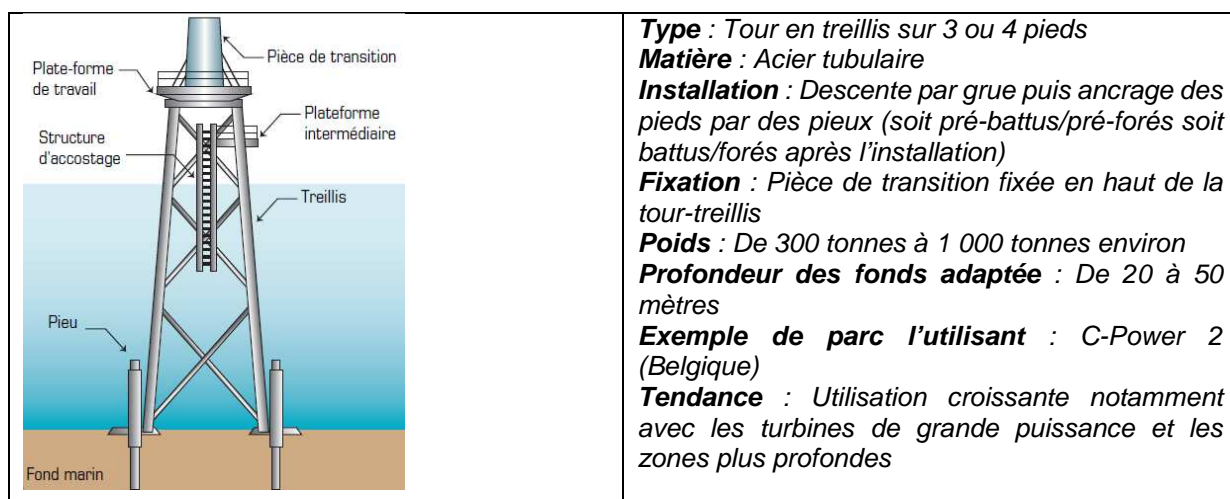 Pièce de transition
Plate-forme
de travail
Plateforme
intermédiaire
Structure
d'accostage
Treillis
Pieu
Fond marin
Type : Tour en treillis sur 3 ou 4 pieds
Matière : Acier tubulaire
Installation : Descente par grue puis ancrage des
pieds par des pieux (soit pré-battus/pré-forés soit
battus/forés après l'installation)
Fixation : Pièce de transition fixée en haut de la
tour-treillis
Poids : De 300 tonnes à 1 000 tonnes environ
Profondeur des fonds adaptée : De 20 à 50
mètres
Exemple de parc l'utilisant : C-Power 2
(Belgique)
Tendance : Utilisation croissante notamment
avec les turbines de grande puissance et les
zones plus profondes